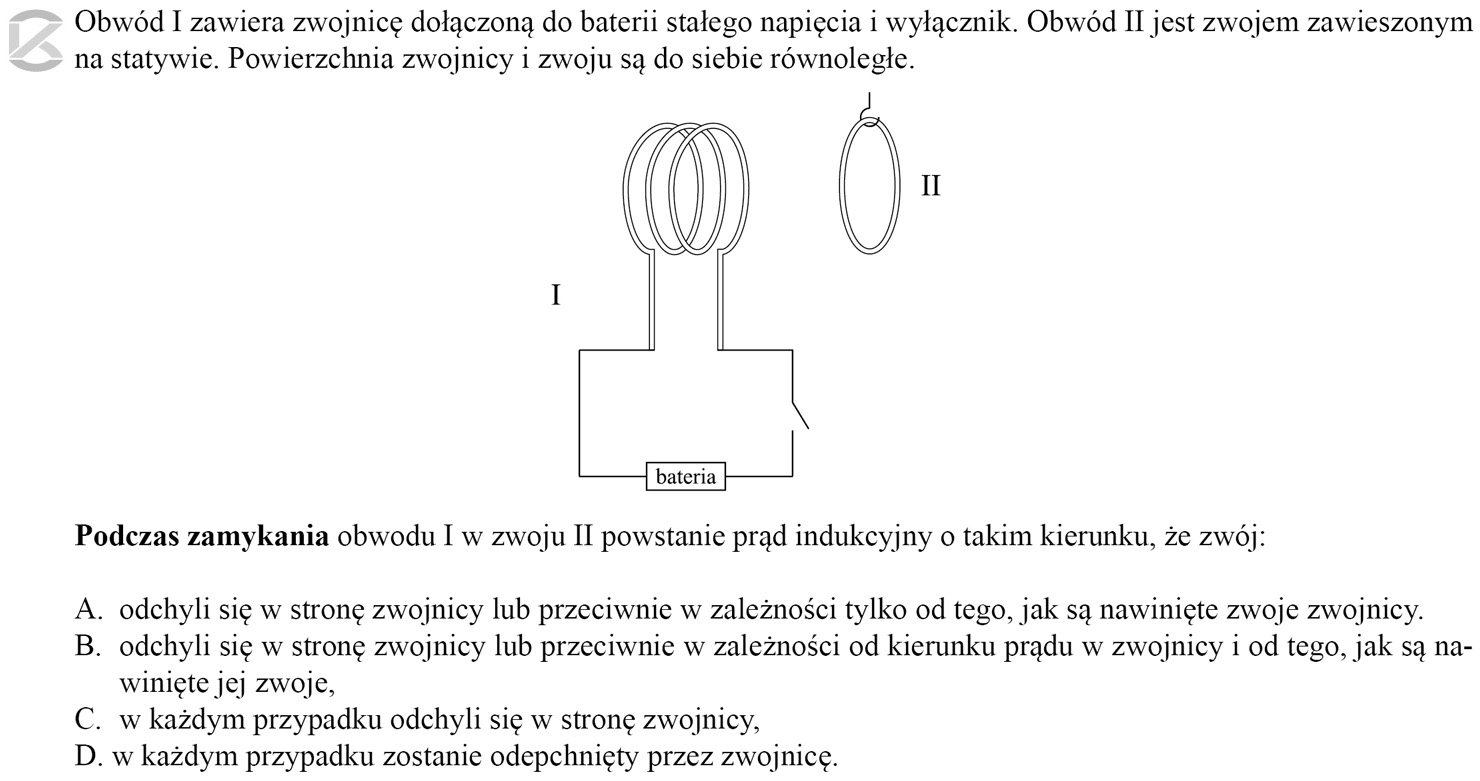 Obwód I zawiera zwojnicę dołączoną do baterii stałego napięcia i wyłącznik. Obwód II jest zwojem zawieszonym
na statywie. Powierzchnia zwojnicy i zwoju są do siebie równoległe.
II
I
bateria
Podczas zamykania obwodu I w zwoju II powstanie prąd indukcyjny o takim kierunku, że zwój:
A. odchyli się w stronę zwojnicy lub przeciwnie w zależności tylko od tego, jak są nawinięte zwoje zwojnicy.
B. odchyli się w stronę zwojnicy lub przeciwnie w zależności od kierunku prądu w zwojnicy i od tego, jak są na-
winięte jej zwoje,
C. w każdym przypadku odchyli się w stronę zwojnicy,
D. w każdym przypadku zostanie odepchnięty przez zwojnicę.